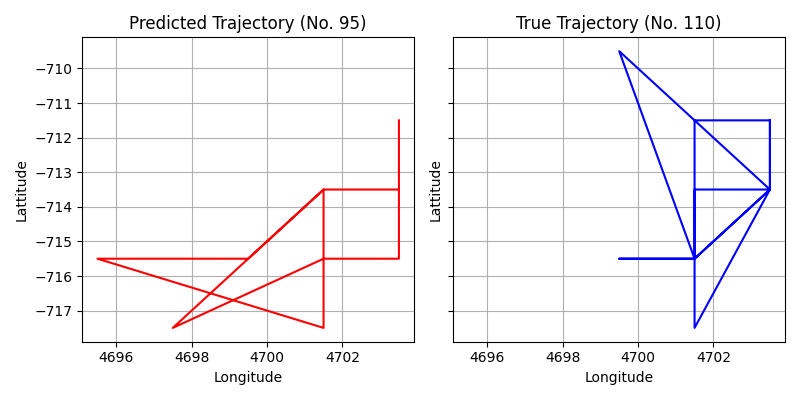 Predicted Trajectory (No. 95)
True Trajectory (No. 110)
−710
−711
−712
−713
−714
−715
−716
−717
Lattitude
Lattitude
4696 4698 4700 4702
4696 4698 4700 4702
Longitude
Longitude